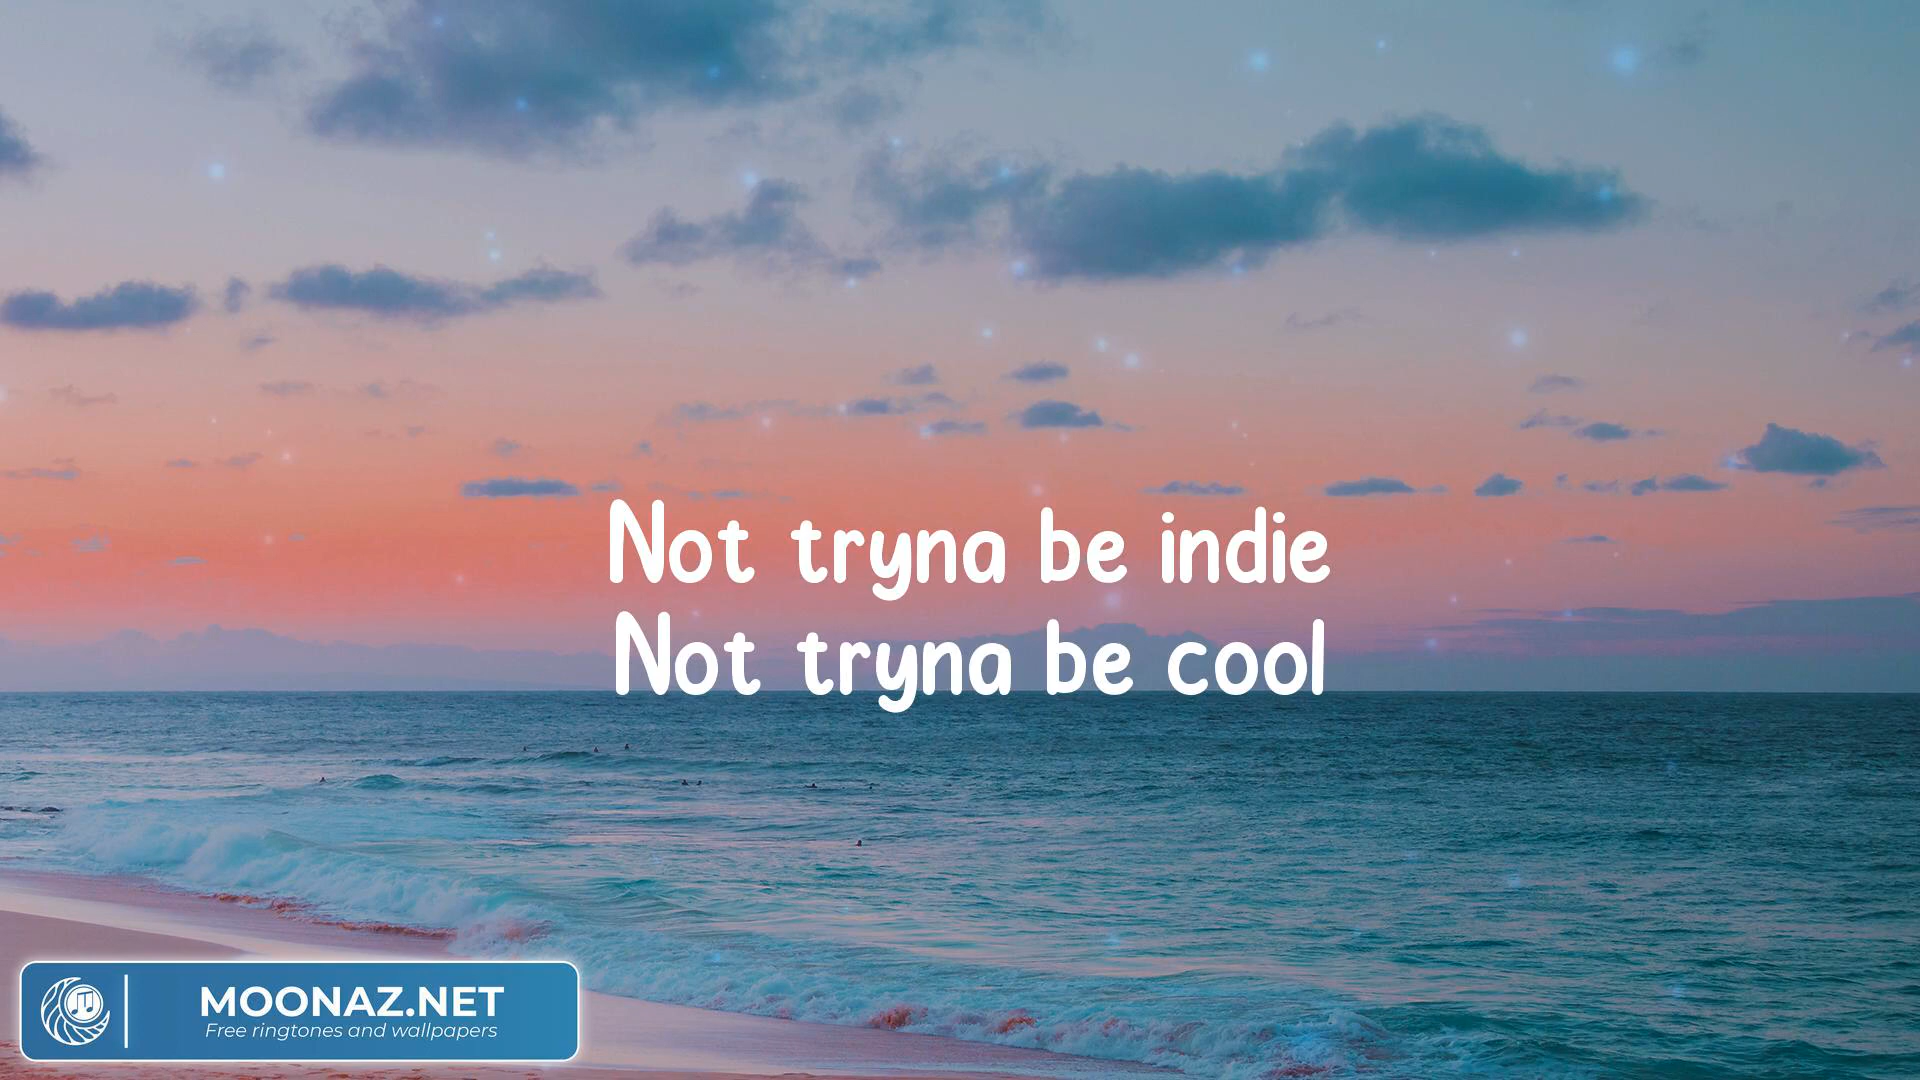 Not tryna be indie
Not tryna be cool
MOONAZ.NET
Free ringtones and wallpapers